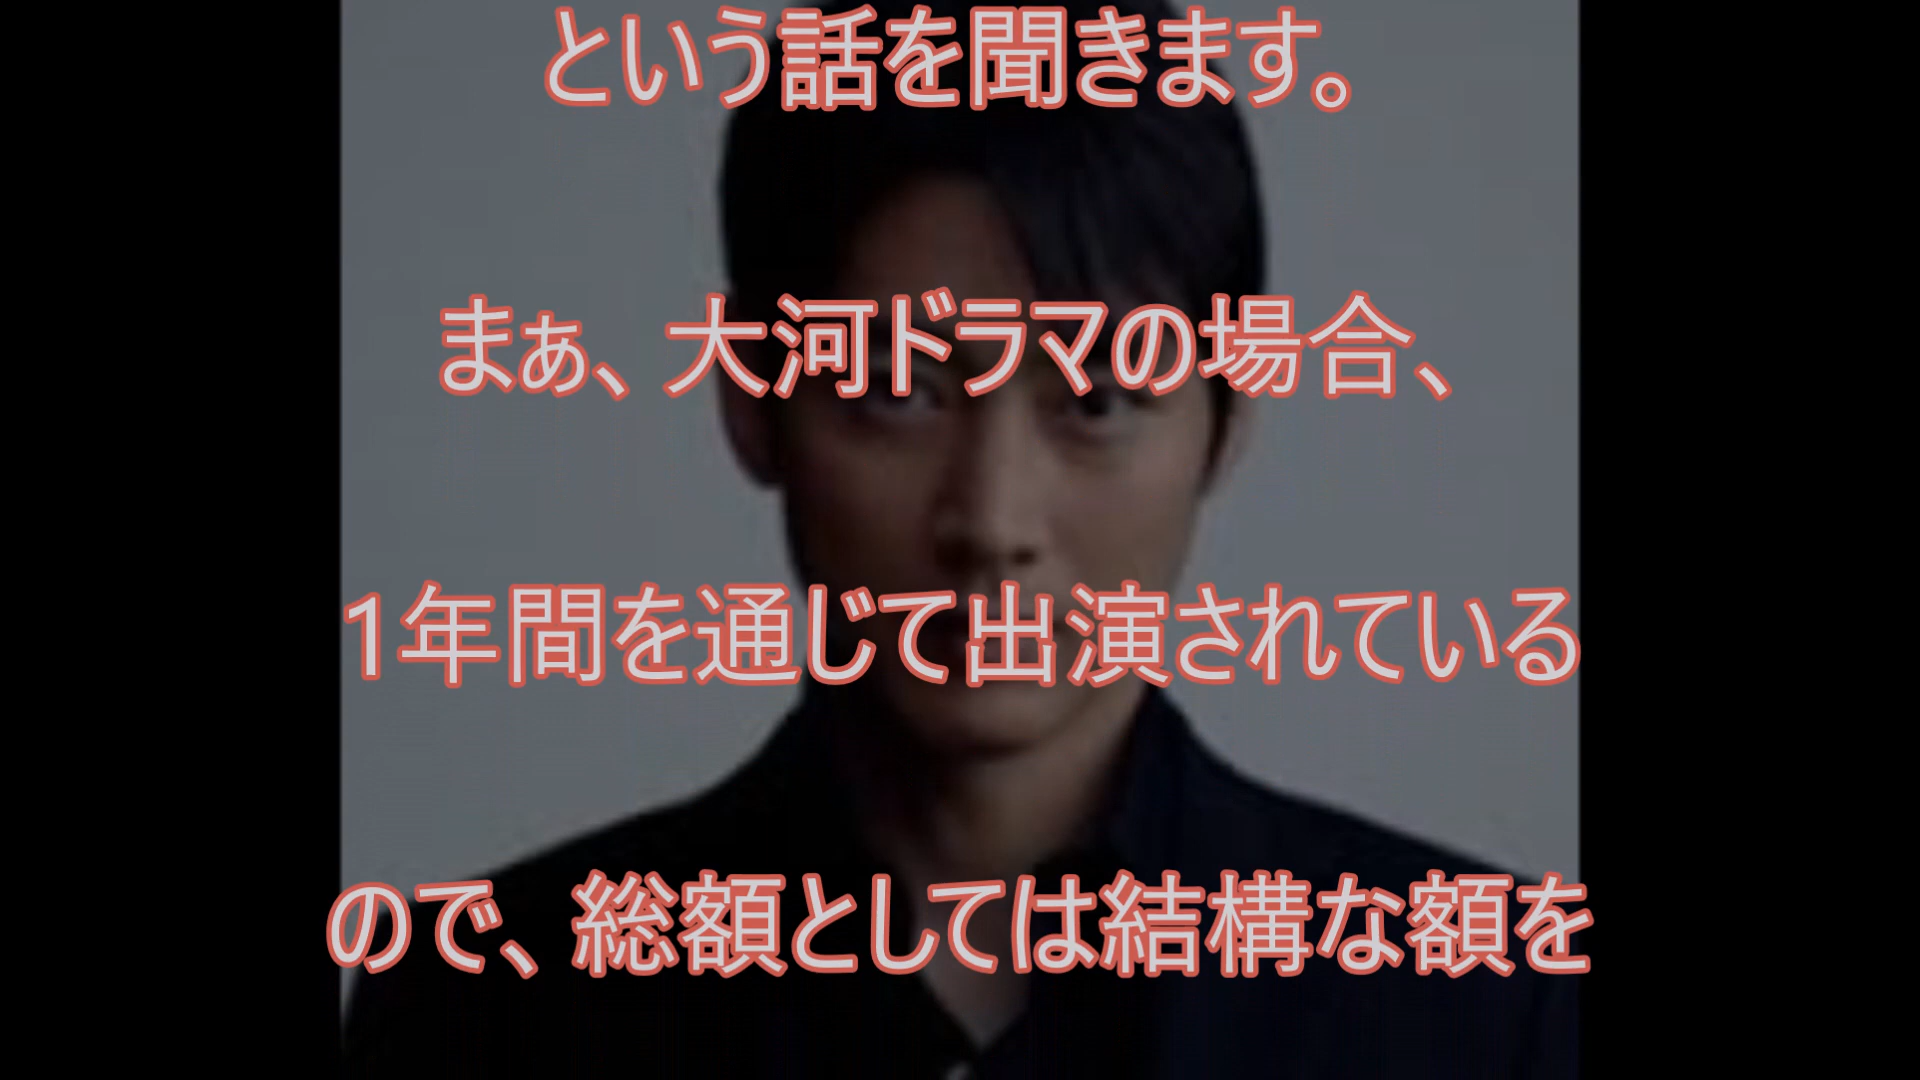 という話を聞きます。
まぁ、大河ドラマの場合、
1年間を通じて出演されている
ので、総額としては結構な額を